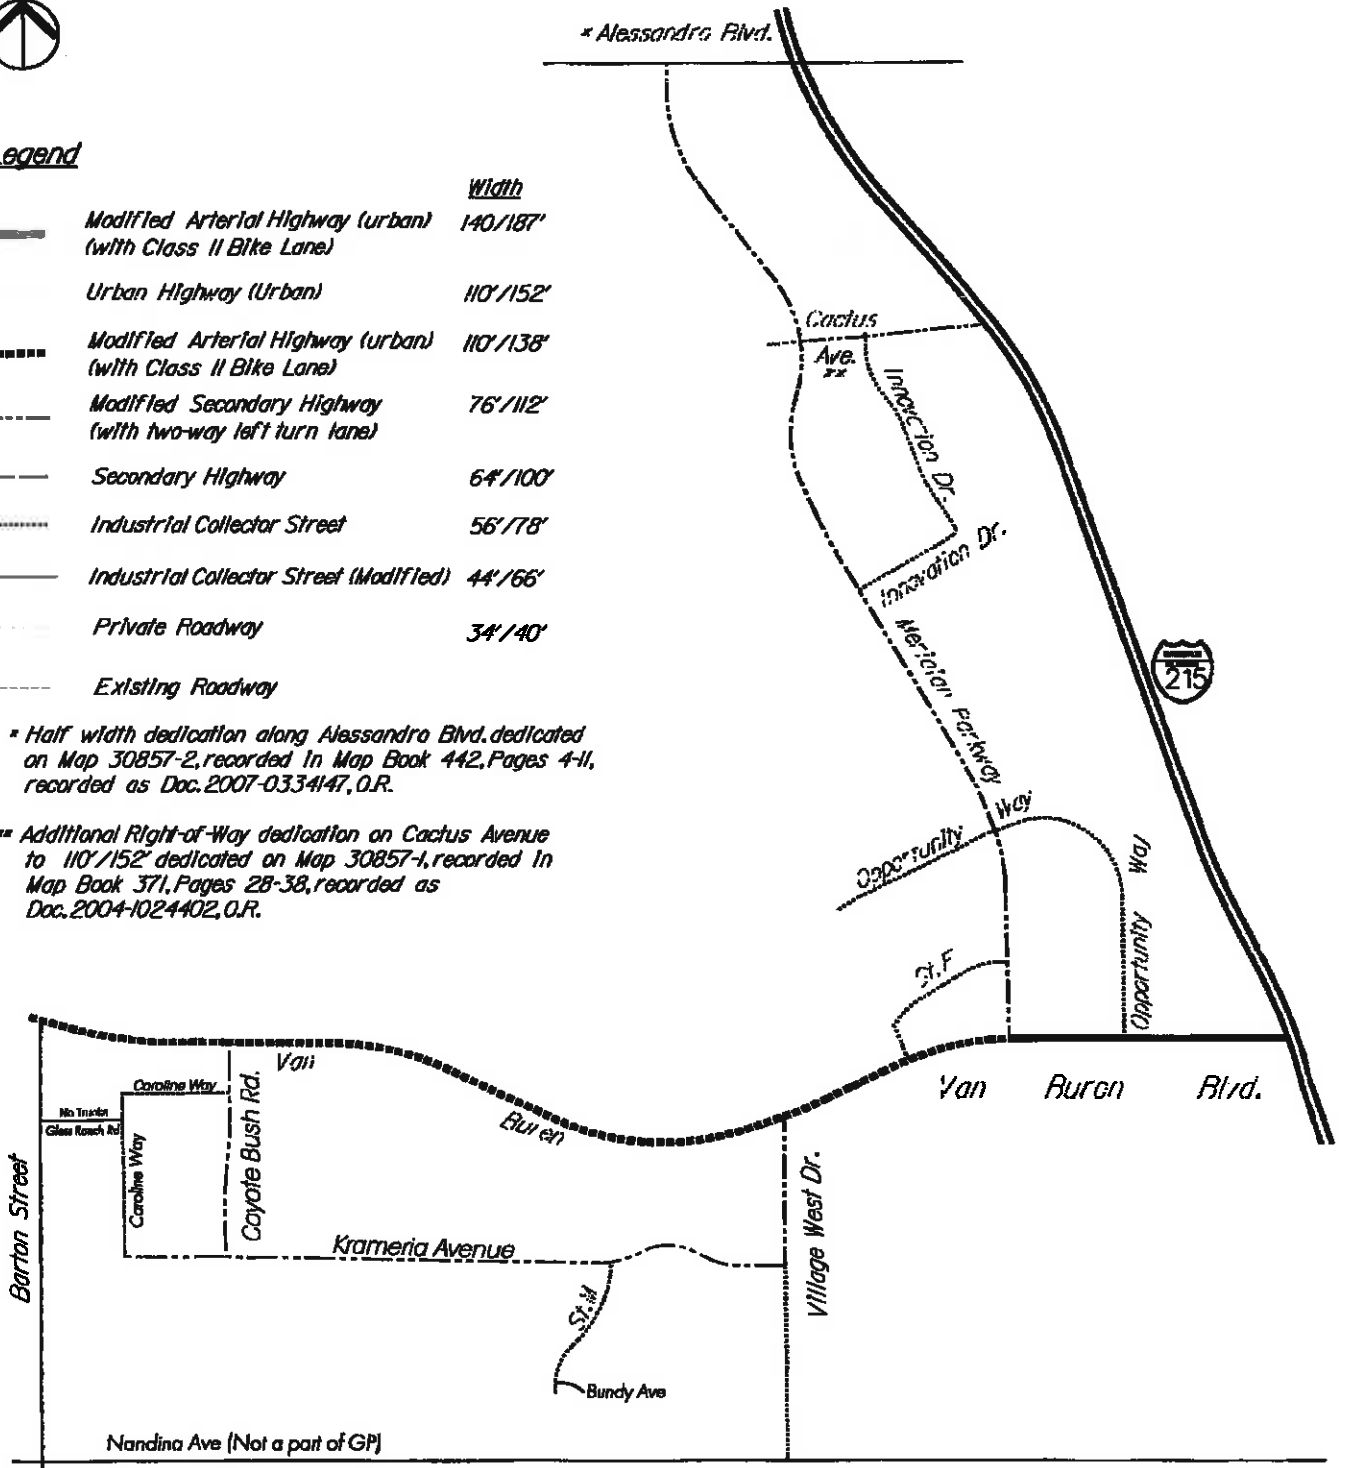 * Alessandro Blvd.
egend
Width
Modified Arterial Highway (urban) 140/187'
(with Class II Bike Lane)
Urban Highway (Urban) 110'/152'
Modified Arterial Highway (urban) 110'/138'
(with Class II Bike Lane)
Modified Secondary Highway 76'/112'
(with two-way left turn lane)
Secondary Highway 64'/100'
Industrial Collector Street 56'/78'
Industrial Collector Street (Modified) 44'/66'
Private Roadway 34'/40'
Existing Roadway
* Half width dedication along Alessandro Blvd. dedicated
on Map 30857-2, recorded in Map Book 442, Pages 4-11,
recorded as Doc. 2007-0334147, O.R.
** Additional Right-of-Way dedication on Cactus Avenue
to 110'/152' dedicated on Map 30857-1, recorded in
Map Book 371, Pages 28-38, recorded as
Doc. 2004-1024402, O.R.
Cactus
Ave.
**
Innovation Dr.
Innovation Dr.
Meridian Parkway
215
Opportunity Way
Opportunity Way
St. F
Van Buren Blvd.
Van
Buren
Caroline Way
No Trucks
Glass Ranch Rd
Caroline Way
Coyote Bush Rd.
Barton Street
Krameria Avenue
Village West Dr.
St. M
Bundy Ave
Nandina Ave (Not a part of GP)